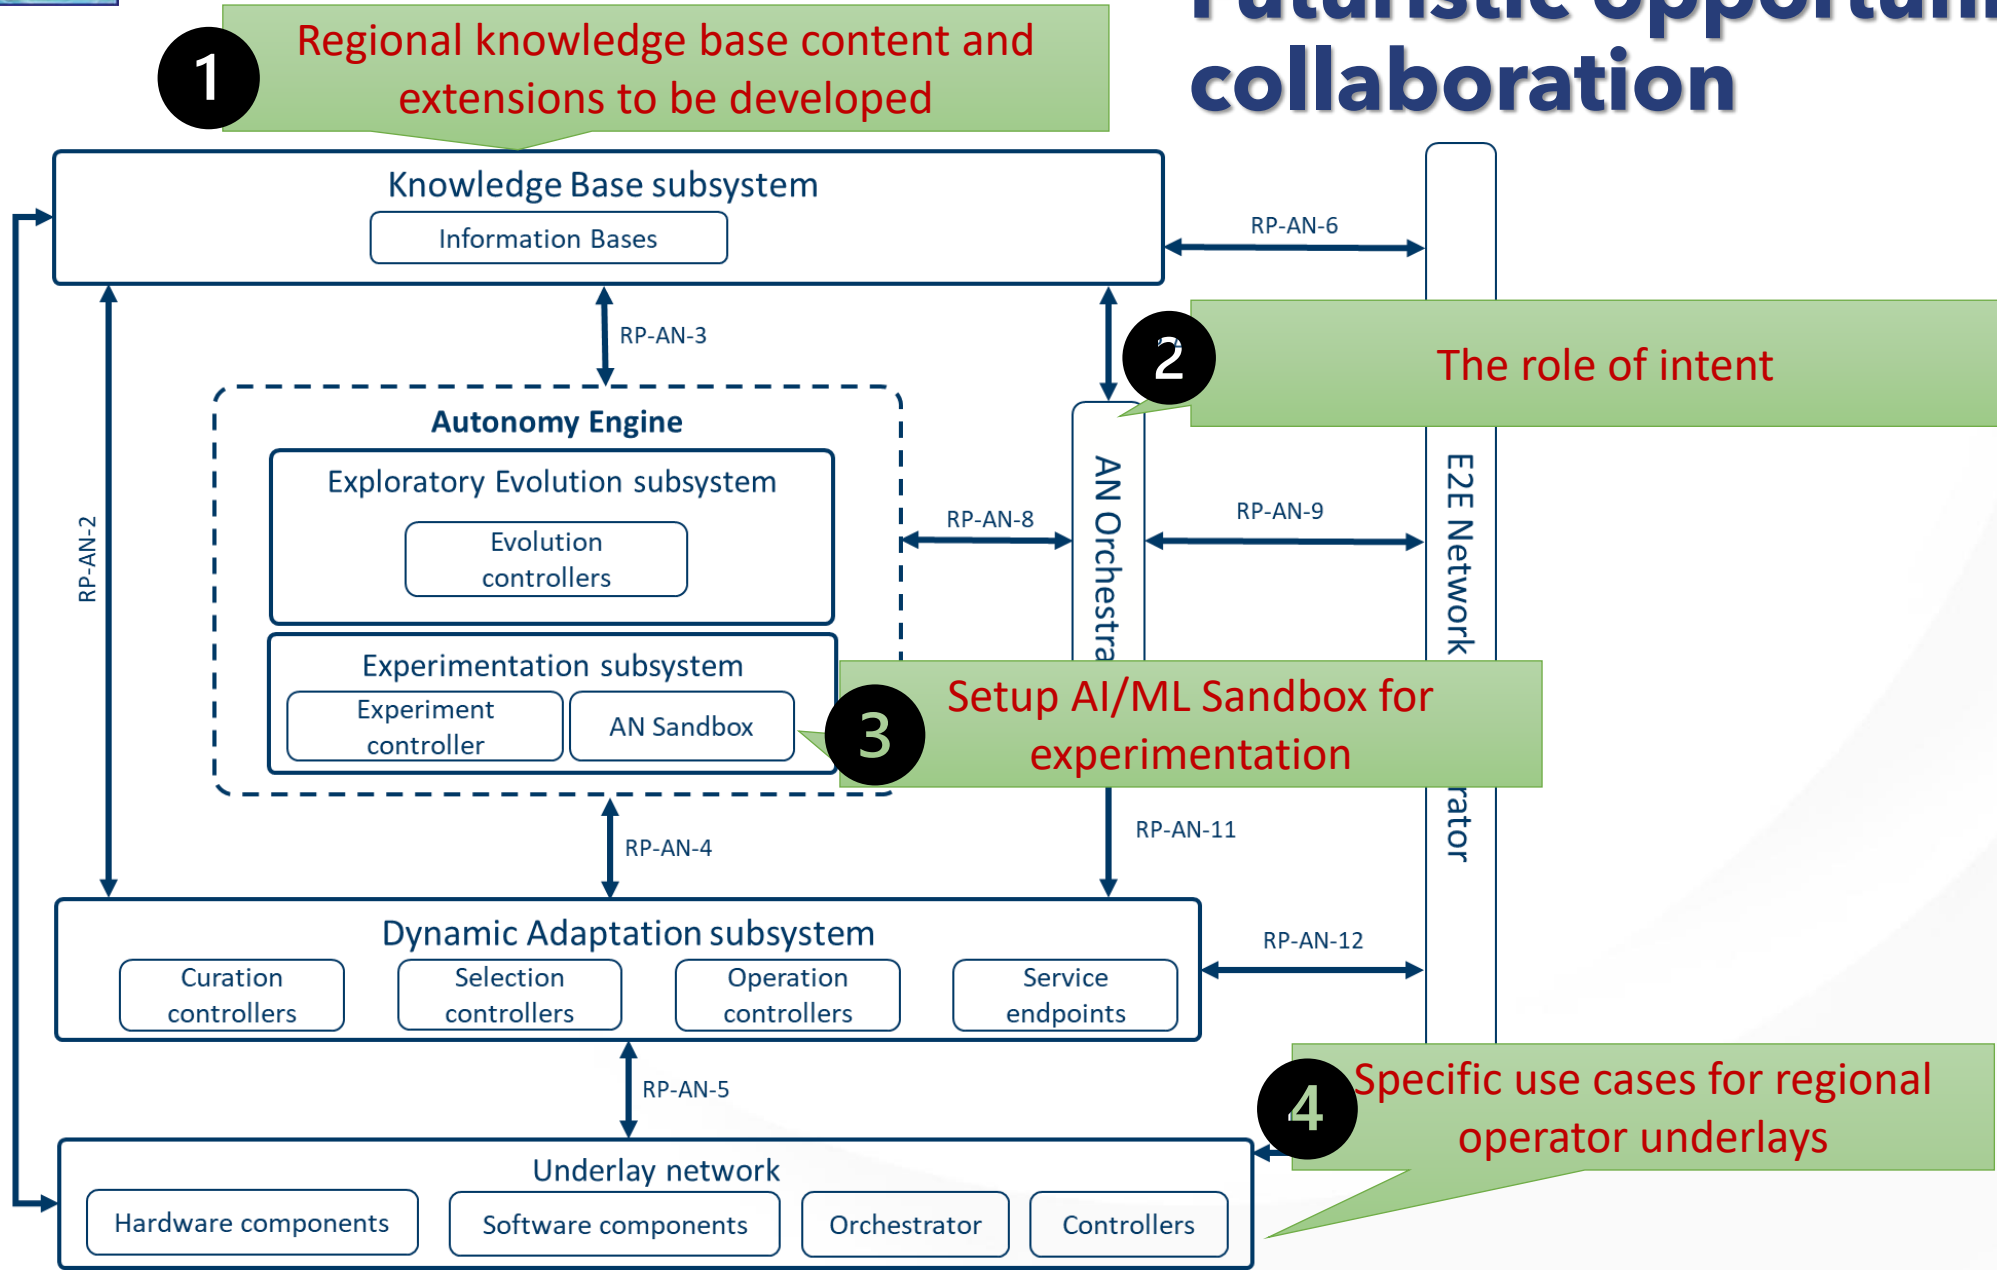 Futuristic
collaboration
1
Regional knowledge base content and
extensions to be developed
Knowledge Base subsystem
Information Bases
RP-AN-6
RP-AN-3
2
The role of intent
Autonomy Engine
Exploratory Evolution subsystem
Evolution
controllers
RP-AN-2
RP-AN-8
AN Orchestra
RP-AN-9
E2E Network
rator
Experimentation subsystem
Experiment
controller
AN Sandbox
3
Setup AI/ML Sandbox for
experimentation
RP-AN-4
RP-AN-11
Dynamic Adaptation subsystem
Curation
controllers
Selection
controllers
Operation
controllers
Service
endpoints
RP-AN-12
RP-AN-5
4
Specific use cases for regional
operator underlays
Underlay network
Hardware components
Software components
Orchestrator
Controllers